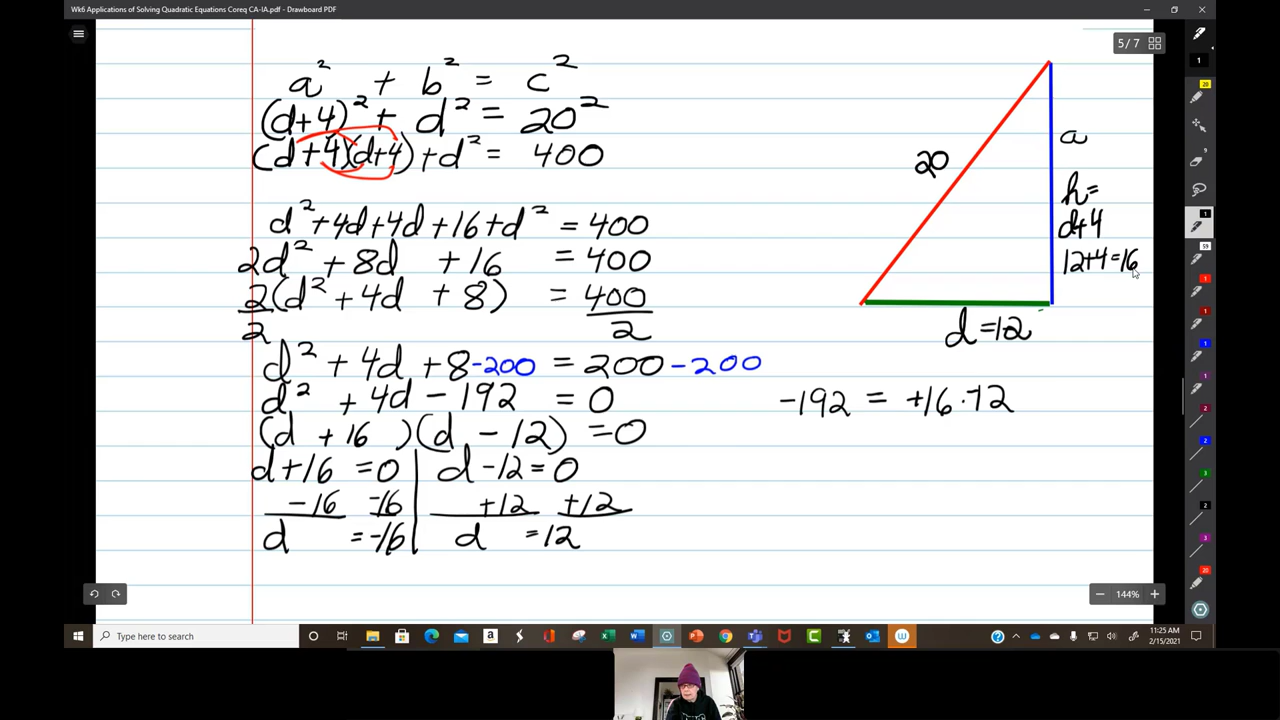 Wk6 Applications of Solving Quadratic Equations Coreq CA-IA.pdf - Drawboard PDF
5/7
1
a² + b² = c²
(d+4)² + d² = 20²
(d+4)(d+4)+d² = 400
d²+4d+4d+16+d² = 400
2d²+8d +16 = 400
2(d²+4d + 8) = 400
2 2
d² + 4d +8-200 = 200-200
d² + 4d - 192 = 0
(d +16 )(d - 12) =0
d+16 =0 | d-12=0
-16 -16 | +12 +12
d =-16 | d =12
20
a
h=
d+4
12+4=16
d=12
-192 = +16·-12
144%
Type here to search
11:25 AM
2/15/2021